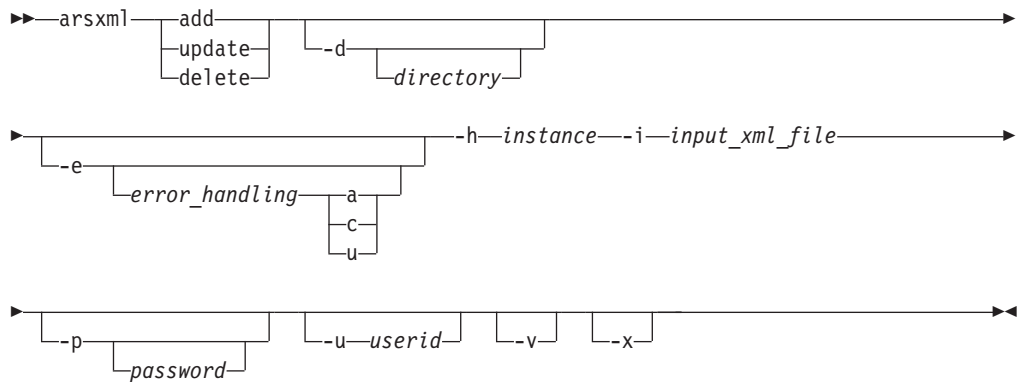 arsxml add
update
delete
-d
directory
-e
error_handling a
c
u
-h instance -i input_xml_file
-p
password
-u userid
-v
-x